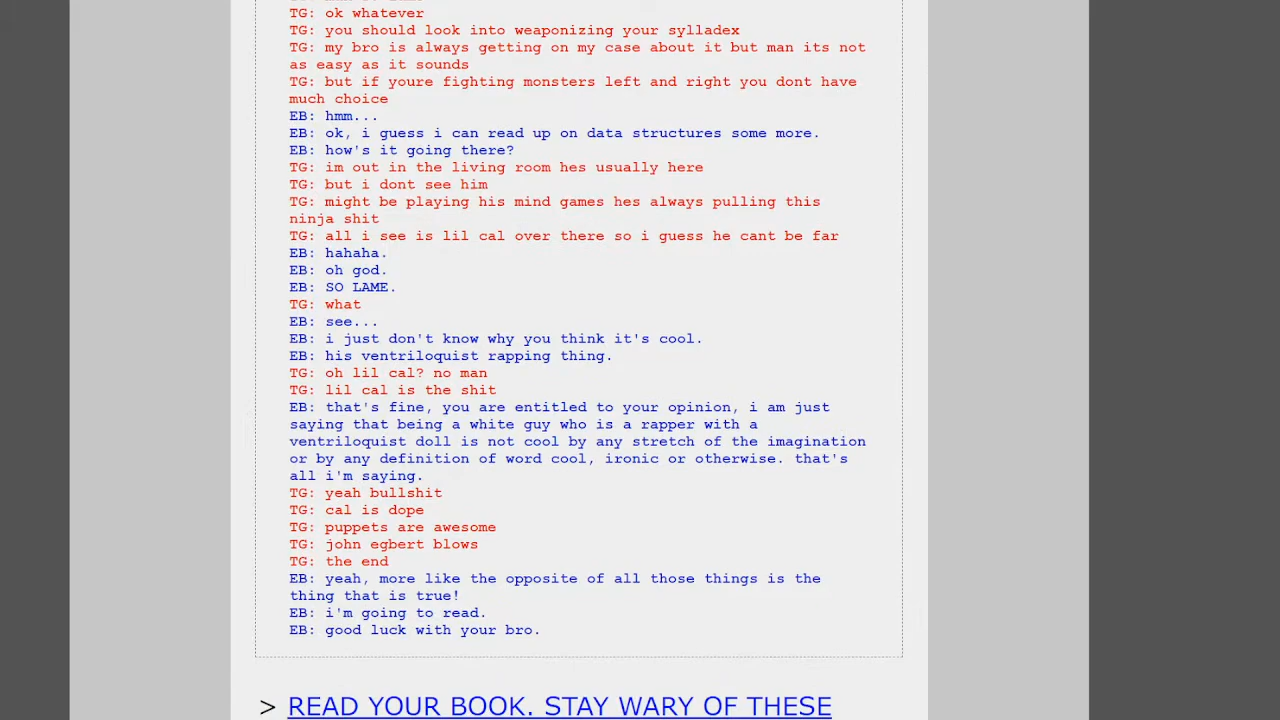 TG: ok whatever
TG: you should look into weaponizing your sylladex
TG: my bro is always getting on my case about it but man its not
as easy as it sounds
TG: but if youre fighting monsters left and right you dont have
much choice
EB: hmm...
EB: ok, i guess i can read up on data structures some more.
EB: how's it going there?
TG: im out in the living room hes usually here
TG: but i dont see him
TG: might be playing his mind games hes always pulling this
ninja shit
TG: all i see is lil cal over there so i guess he cant be far
EB: hahaha.
EB: oh god.
EB: SO LAME.
TG: what
EB: see...
EB: i just don't know why you think it's cool.
EB: his ventriloquist rapping thing.
TG: oh lil cal? no man
TG: lil cal is the shit
EB: that's fine, you are entitled to your opinion, i am just
saying that being a white guy who is a rapper with a
ventriloquist doll is not cool by any stretch of the imagination
or by any definition of word cool, ironic or otherwise. that's
all i'm saying.
TG: yeah bullshit
TG: cal is dope
TG: puppets are awesome
TG: john egbert blows
TG: the end
EB: yeah, more like the opposite of all those things is the
thing that is true!
EB: i'm going to read.
EB: good luck with your bro.
> READ YOUR BOOK. STAY WARY OF THESE